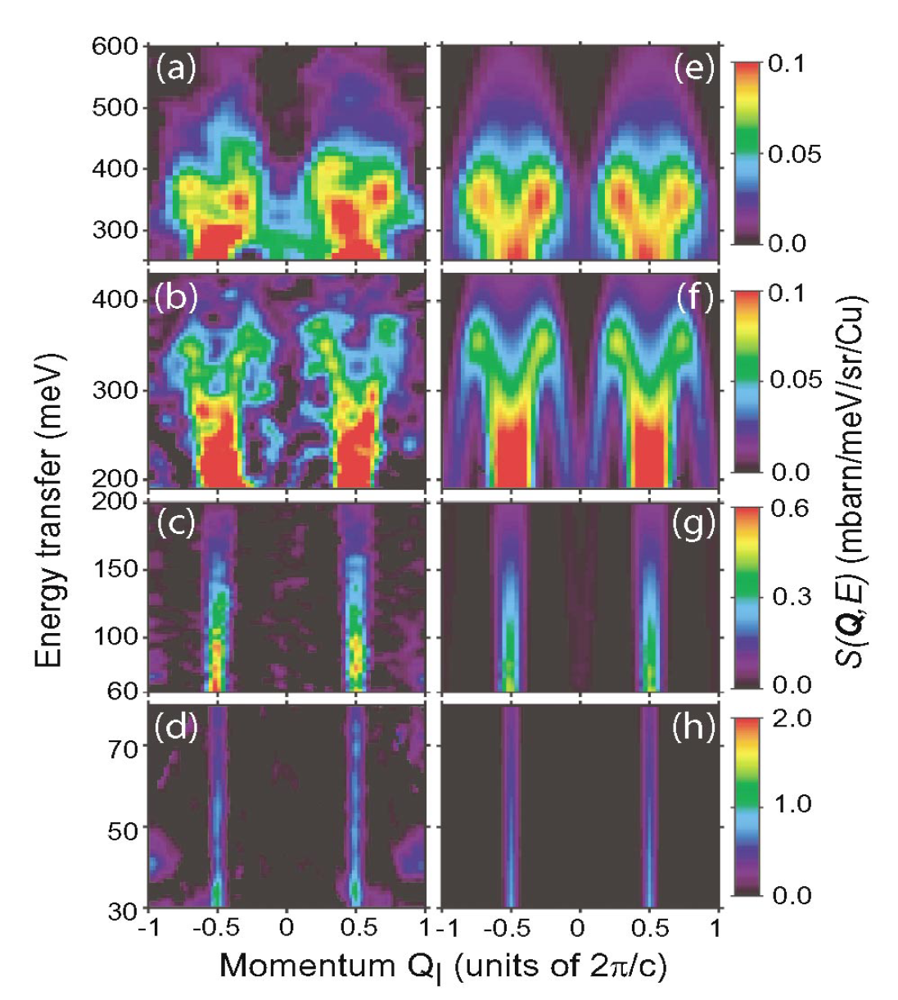 600
500
400
300
(a)
(e)
0.1
0.05
0.0
400
300
200
(b)
(f)
0.1
0.05
0.0
200
150
100
60
(c)
(g)
0.6
0.3
0.0
70
50
30
(d)
(h)
2.0
1.0
0.0
-1 -0.5 0 0.5 1
-1 -0.5 0 0.5 1
Energy transfer (meV)
Momentum Q_l (units of 2π/c)
S(Q,E) (mbarn/meV/sr/Cu)